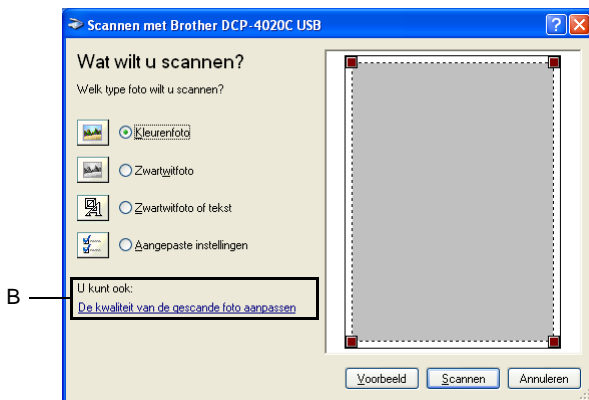 Scannen met Brother DCP-4020C USB
Wat wilt u scannen?
Welk type foto wilt u scannen?
Kleurenfoto
Zwartwitfoto
Zwartwitfoto of tekst
Aangepaste instellingen
B
U kunt ook:
De kwaliteit van de gescande foto aanpassen
Voorbeeld
Scannen
Annuleren